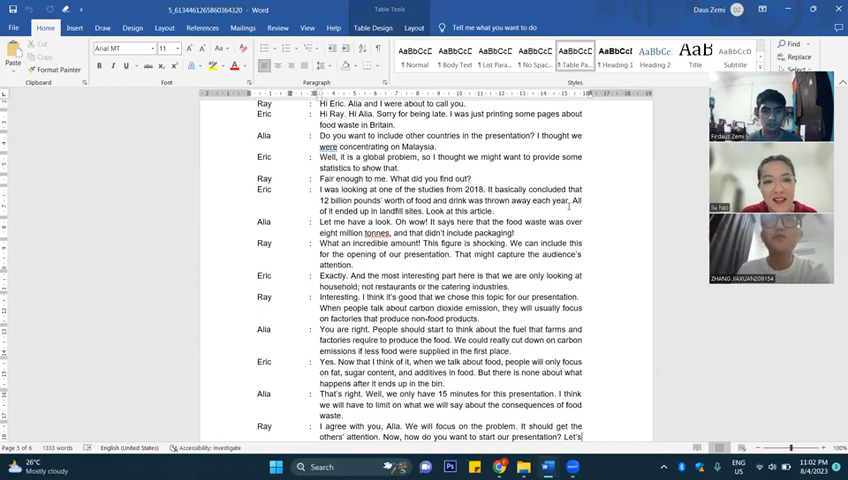 5_6134461265860364320 - Word
Table Tools
Daus Zemi
File Home Insert Draw Design Layout References Mailings Review View Help Table Design Layout Tell me what you want to do
Paste
Cut
Copy
Format Painter
Clipboard
Arial MT 11
Font
Paragraph
AaBbCcD AaBbCcD AaBbCcD AaBbCcD AaBbCcD AaBbCcI AaBbCcI AaB AaBbCcD
¶ Normal ¶ Body Text ¶ List Para... ¶ No Spac... ¶ Table Pa... ¶ Heading 1 Heading 2 Title Subtitle
Styles
Find
Replace
Ray : Hi Eric. Alia and I were about to call you.
Eric : Hi Ray. Hi Alia. Sorry for being late. I was just printing some pages about
food waste in Britain.
Alia : Do you want to include other countries in the presentation? I thought we
were concentrating on Malaysia.
Eric : Well, it is a global problem, so I thought we might want to provide some
statistics to show that.
Ray : Fair enough to me. What did you find out?
Eric : I was looking at one of the studies from 2018. It basically concluded that
12 billion pounds' worth of food and drink was thrown away each year. All
of it ended up in landfill sites. Look at this article.
Alia : Let me have a look. Oh wow! It says here that the food waste was over
eight million tonnes, and that didn't include packaging!
Ray : What an incredible amount! This figure is shocking. We can include this
for the opening of our presentation. That might capture the audience's
attention.
Eric : Exactly. And the most interesting part here is that we are only looking at
household; not restaurants or the catering industries.
Ray : Interesting. I think it's good that we chose this topic for our presentation.
When people talk about carbon dioxide emission, they will usually focus
on factories that produce non-food products.
Alia : You are right. People should start to think about the fuel that farms and
factories require to produce the food. We could really cut down on carbon
emissions if less food were supplied in the first place.
Eric : Yes. Now that I think of it, when we talk about food, people will only focus
on fat, sugar content, and additives in food. But there is none about what
happens after it ends up in the bin.
Alia : That's right. Well, we only have 15 minutes for this presentation. I think
we will have to limit on what we will say about the consequences of food
waste.
Ray : I agree with you, Alia. We will focus on the problem. It should get the
others' attention. Now, how do you want to start our presentation? Let's
Firdaut Zemi
liu hao
ZHANG JIAXUAN209154
Page 5 of 6 1333 words English (United States) Accessibility: Investigate
100%
26°C
Mostly cloudy
Search
ENG
US
11:02 PM
8/4/2023